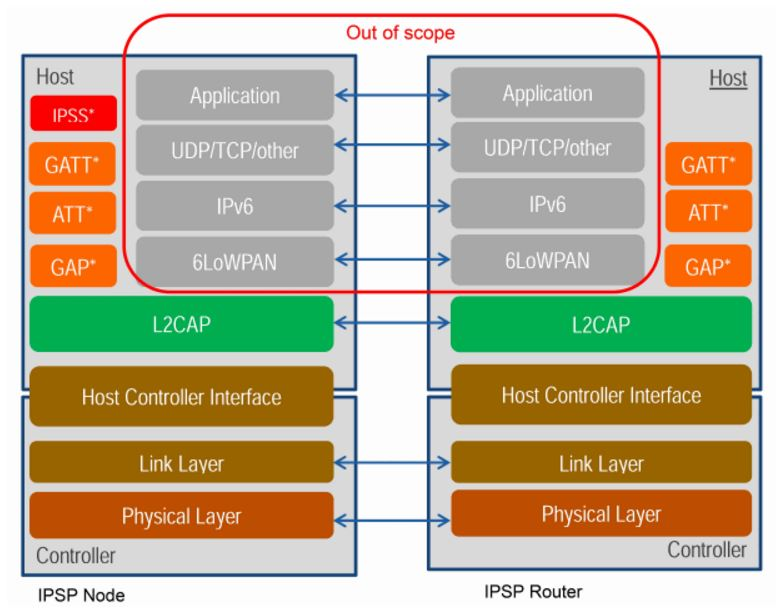 Out of scope
Host
IPSS*
GATT*
ATT*
GAP*
Application
UDP/TCP/other
IPv6
6LoWPAN
L2CAP
Host Controller Interface
Link Layer
Physical Layer
Controller
IPSP Node
Host
Application
UDP/TCP/other
IPv6
6LoWPAN
GATT*
ATT*
GAP*
L2CAP
Host Controller Interface
Link Layer
Physical Layer
Controller
IPSP Router